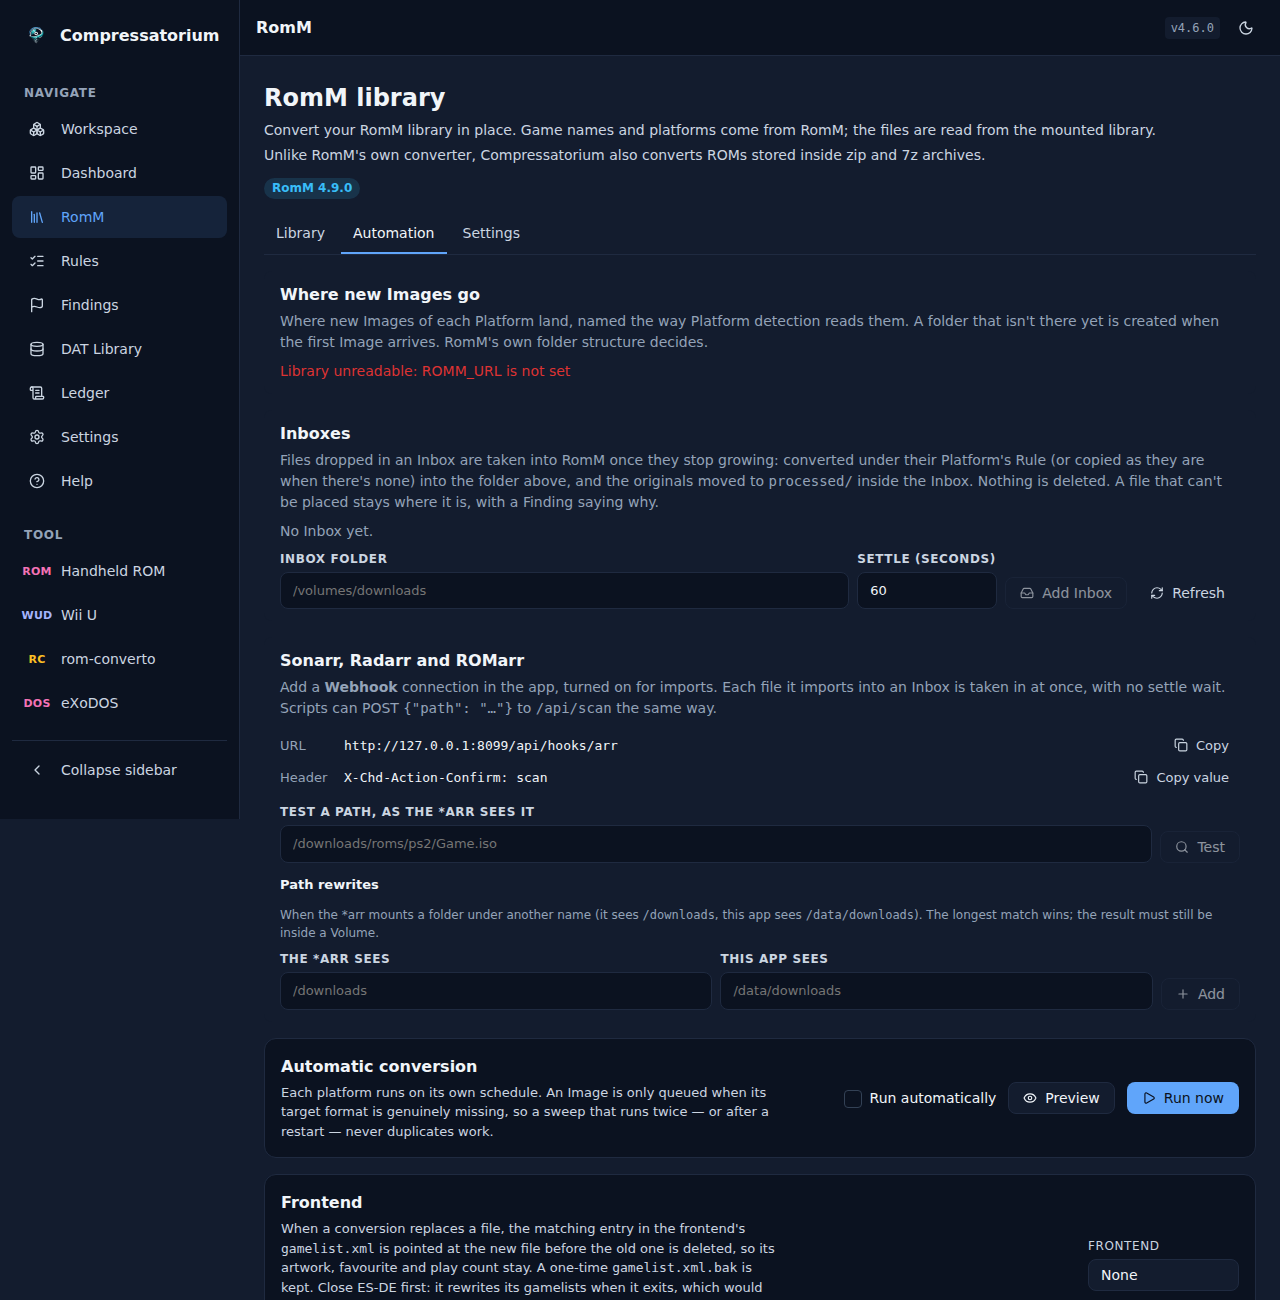 Compressatorium
RomM
v4.6.0
NAVIGATE
Workspace
Dashboard
RomM
Rules
Findings
DAT Library
Ledger
Settings
Help
TOOL
ROM Handheld ROM
WUD Wii U
RC rom-converto
DOS eXoDOS
Collapse sidebar
RomM library
Convert your RomM library in place. Game names and platforms come from RomM; the files are read from the mounted library.
Unlike RomM's own converter, Compressatorium also converts ROMs stored inside zip and 7z archives.
RomM 4.9.0
Library Automation Settings
Where new Images go
Where new Images of each Platform land, named the way Platform detection reads them. A folder that isn't there yet is created when
the first Image arrives. RomM's own folder structure decides.
Library unreadable: ROMM_URL is not set
Inboxes
Files dropped in an Inbox are taken into RomM once they stop growing: converted under their Platform's Rule (or copied as they are
when there's none) into the folder above, and the originals moved to processed/ inside the Inbox. Nothing is deleted. A file that can't
be placed stays where it is, with a Finding saying why.
No Inbox yet.
INBOX FOLDER SETTLE (SECONDS)
/volumes/downloads 60 Add Inbox Refresh
Sonarr, Radarr and ROMarr
Add a Webhook connection in the app, turned on for imports. Each file it imports into an Inbox is taken in at once, with no settle wait.
Scripts can POST {"path": "…"} to /api/scan the same way.
URL http://127.0.0.1:8099/api/hooks/arr Copy
Header X-Chd-Action-Confirm: scan Copy value
TEST A PATH, AS THE *ARR SEES IT
/downloads/roms/ps2/Game.iso Test
Path rewrites
When the *arr mounts a folder under another name (it sees /downloads, this app sees /data/downloads). The longest match wins; the result must still be
inside a Volume.
THE *ARR SEES THIS APP SEES
/downloads /data/downloads Add
Automatic conversion
Each platform runs on its own schedule. An Image is only queued when its
target format is genuinely missing, so a sweep that runs twice — or after a
restart — never duplicates work.
Run automatically Preview Run now
Frontend
When a conversion replaces a file, the matching entry in the frontend's
gamelist.xml is pointed at the new file before the old one is deleted, so its
artwork, favourite and play count stay. A one-time gamelist.xml.bak is
kept. Close ES-DE first: it rewrites its gamelists when it exits, which would
FRONTEND
None